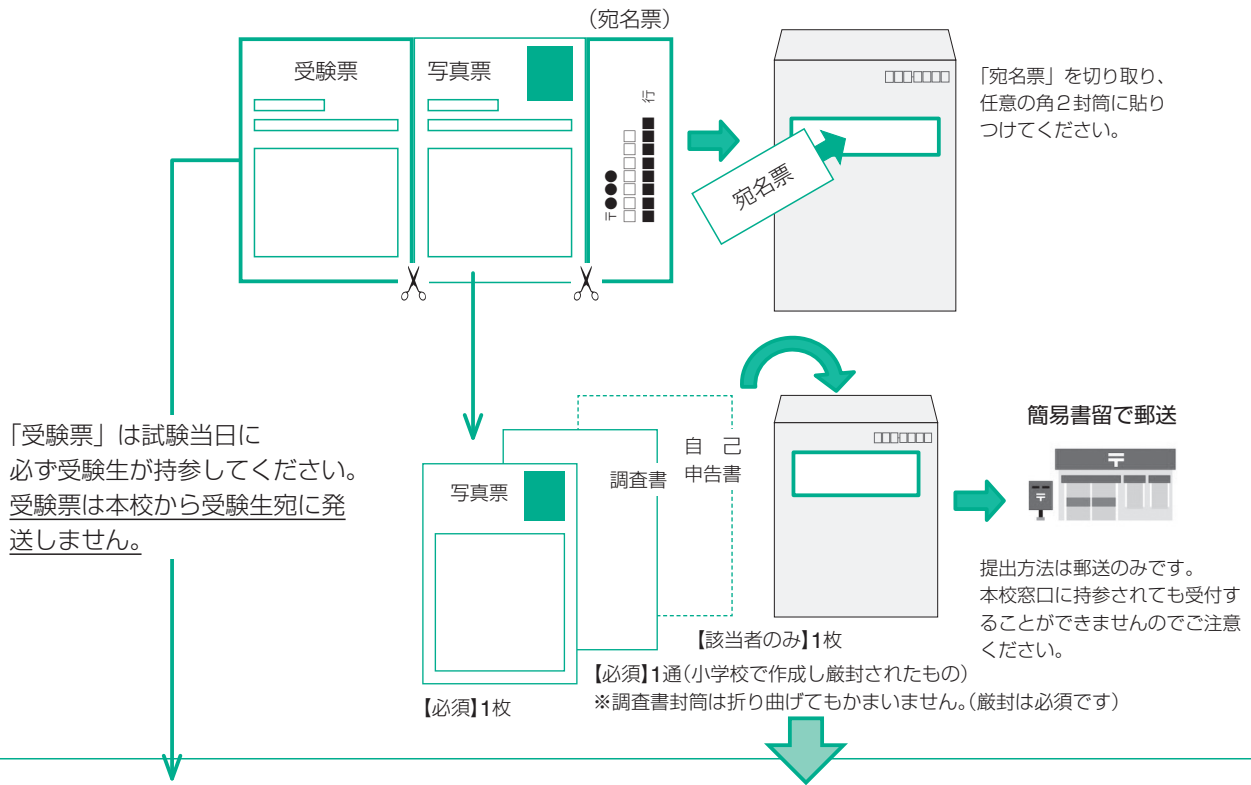 （宛名票）
受験票
写真票
行
〒●●●
「宛名票」を切り取り、
任意の角２封筒に貼り
つけてください。
宛名票
「受験票」は試験当日に
必ず受験生が持参してください。
受験票は本校から受験生宛に発
送しません。
写真票
調査書
自　己
申告書
簡易書留で郵送
〒
〒
提出方法は郵送のみです。
本校窓口に持参されても受付す
ることができませんのでご注意
ください。
【該当者のみ】1枚
【必須】1通（小学校で作成し厳封されたもの）
※調査書封筒は折り曲げてもかまいません。（厳封は必須です）
【必須】1枚